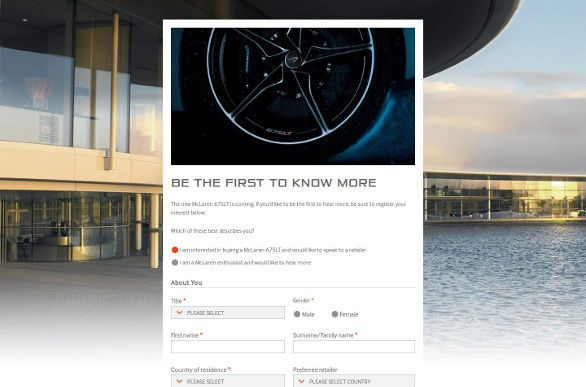 675LT
BE THE FIRST TO KNOW MORE
The new McLaren 675LT is coming. If you'd like to be the first to hear more, be sure to register your
interest below.
Which of these best describes you?
I am interested in buying a McLaren 675LT and would like to speak to a retailer
I am a McLaren enthusiast and would like to hear more
About You
Title *
Gender *
PLEASE SELECT
Male
Female
First name *
Surname/Family name *
Country of residence *
Preferred retailer
PLEASE SELECT
PLEASE SELECT COUNTRY